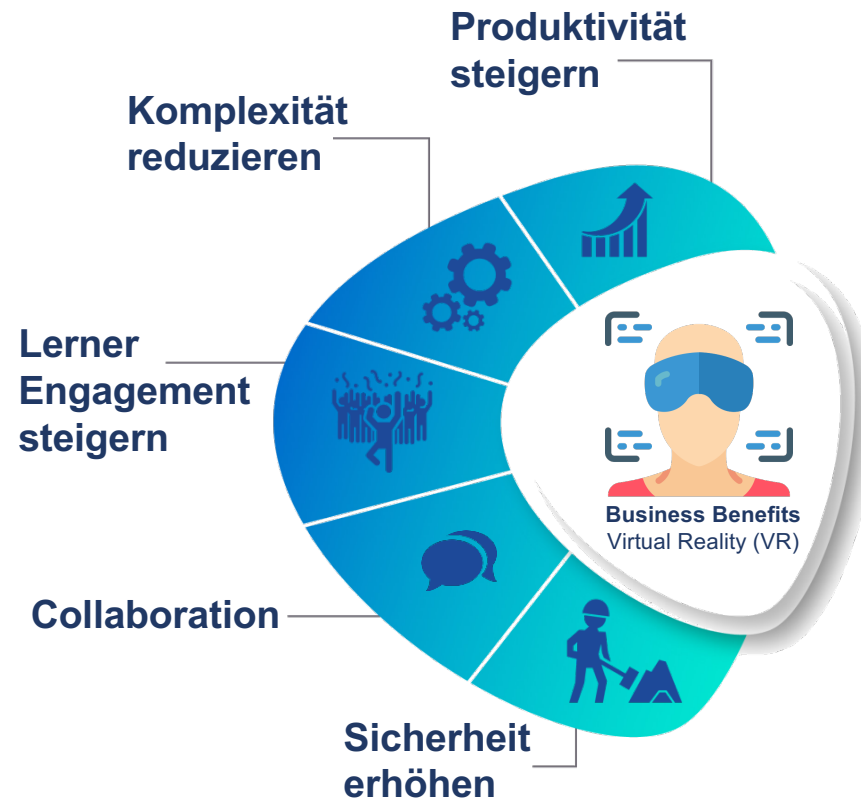 Produktivität
steigern
Komplexität
reduzieren
Lerner
Engagement
steigern
Collaboration
Sicherheit
erhöhen
Business Benefits
Virtual Reality (VR)